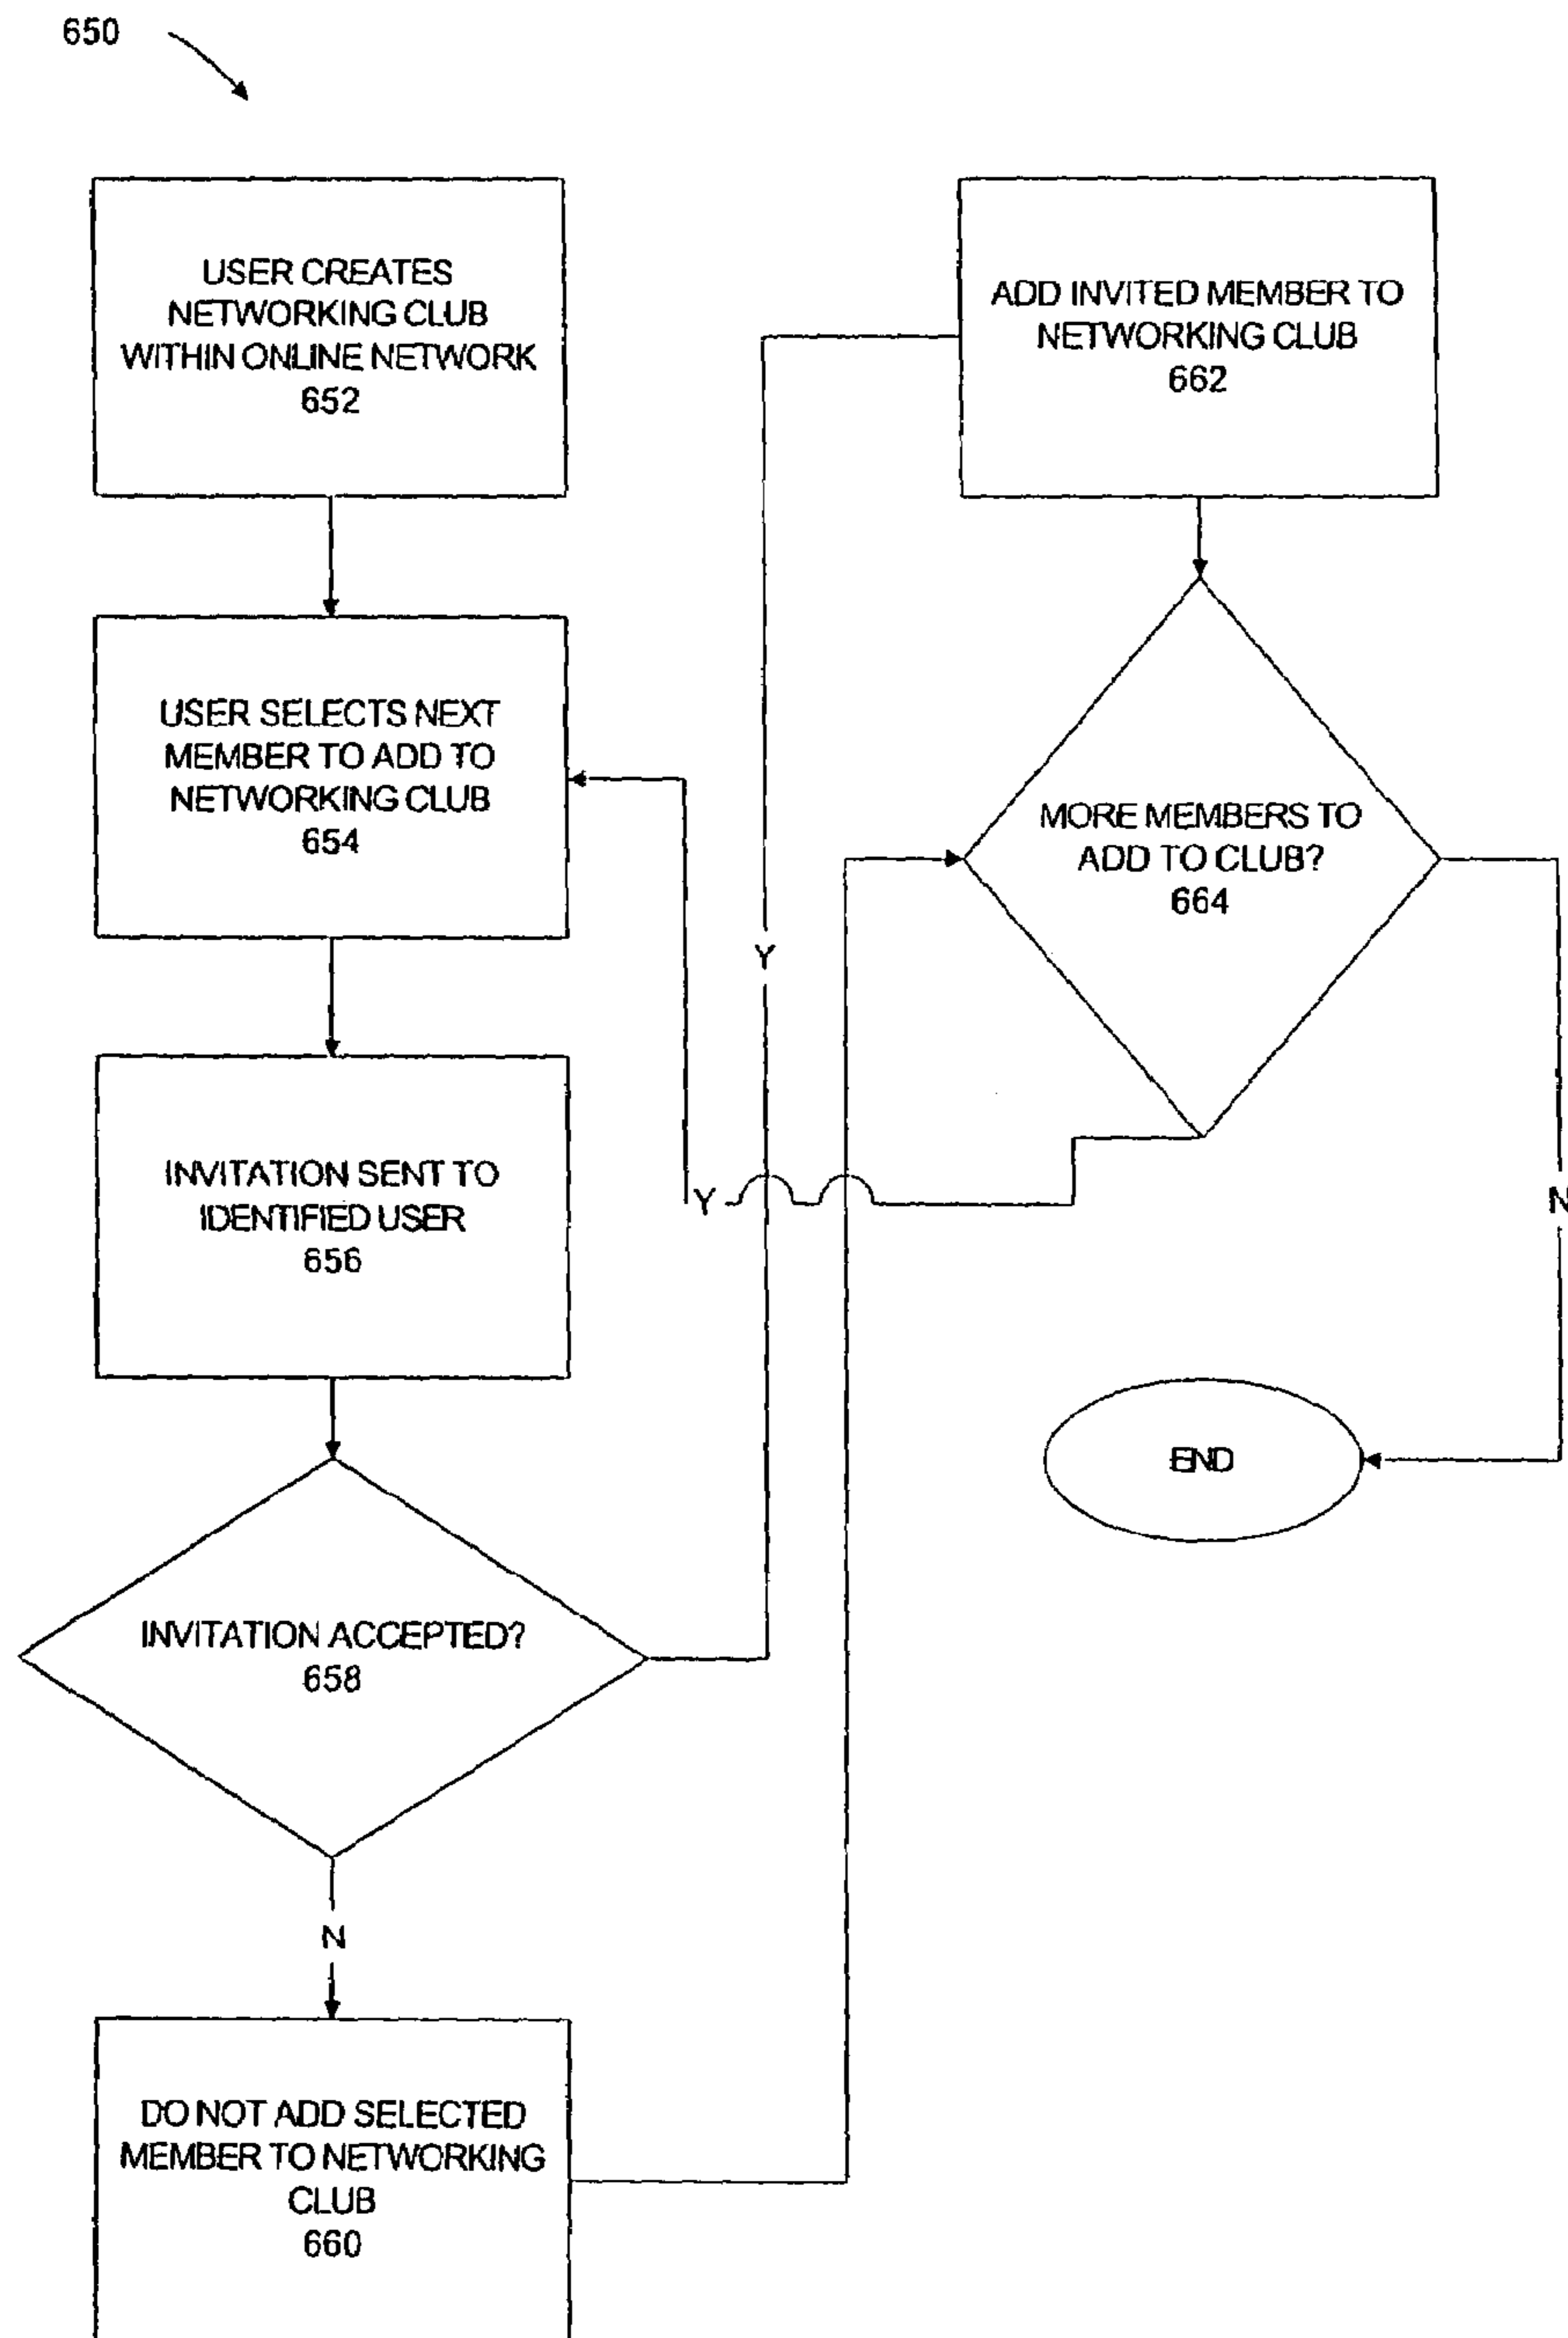 650
USER CREATES
NETWORKING CLUB
WITHIN ONLINE NETWORK
652
USER SELECTS NEXT
MEMBER TO ADD TO
NETWORKING CLUB
654
INVITATION SENT TO
IDENTIFIED USER
656
INVITATION ACCEPTED?
658
N
DO NOT ADD SELECTED
MEMBER TO NETWORKING
CLUB
660
Y
Y
ADD INVITED MEMBER TO
NETWORKING CLUB
662
MORE MEMBERS TO
ADD TO CLUB?
664
N
END